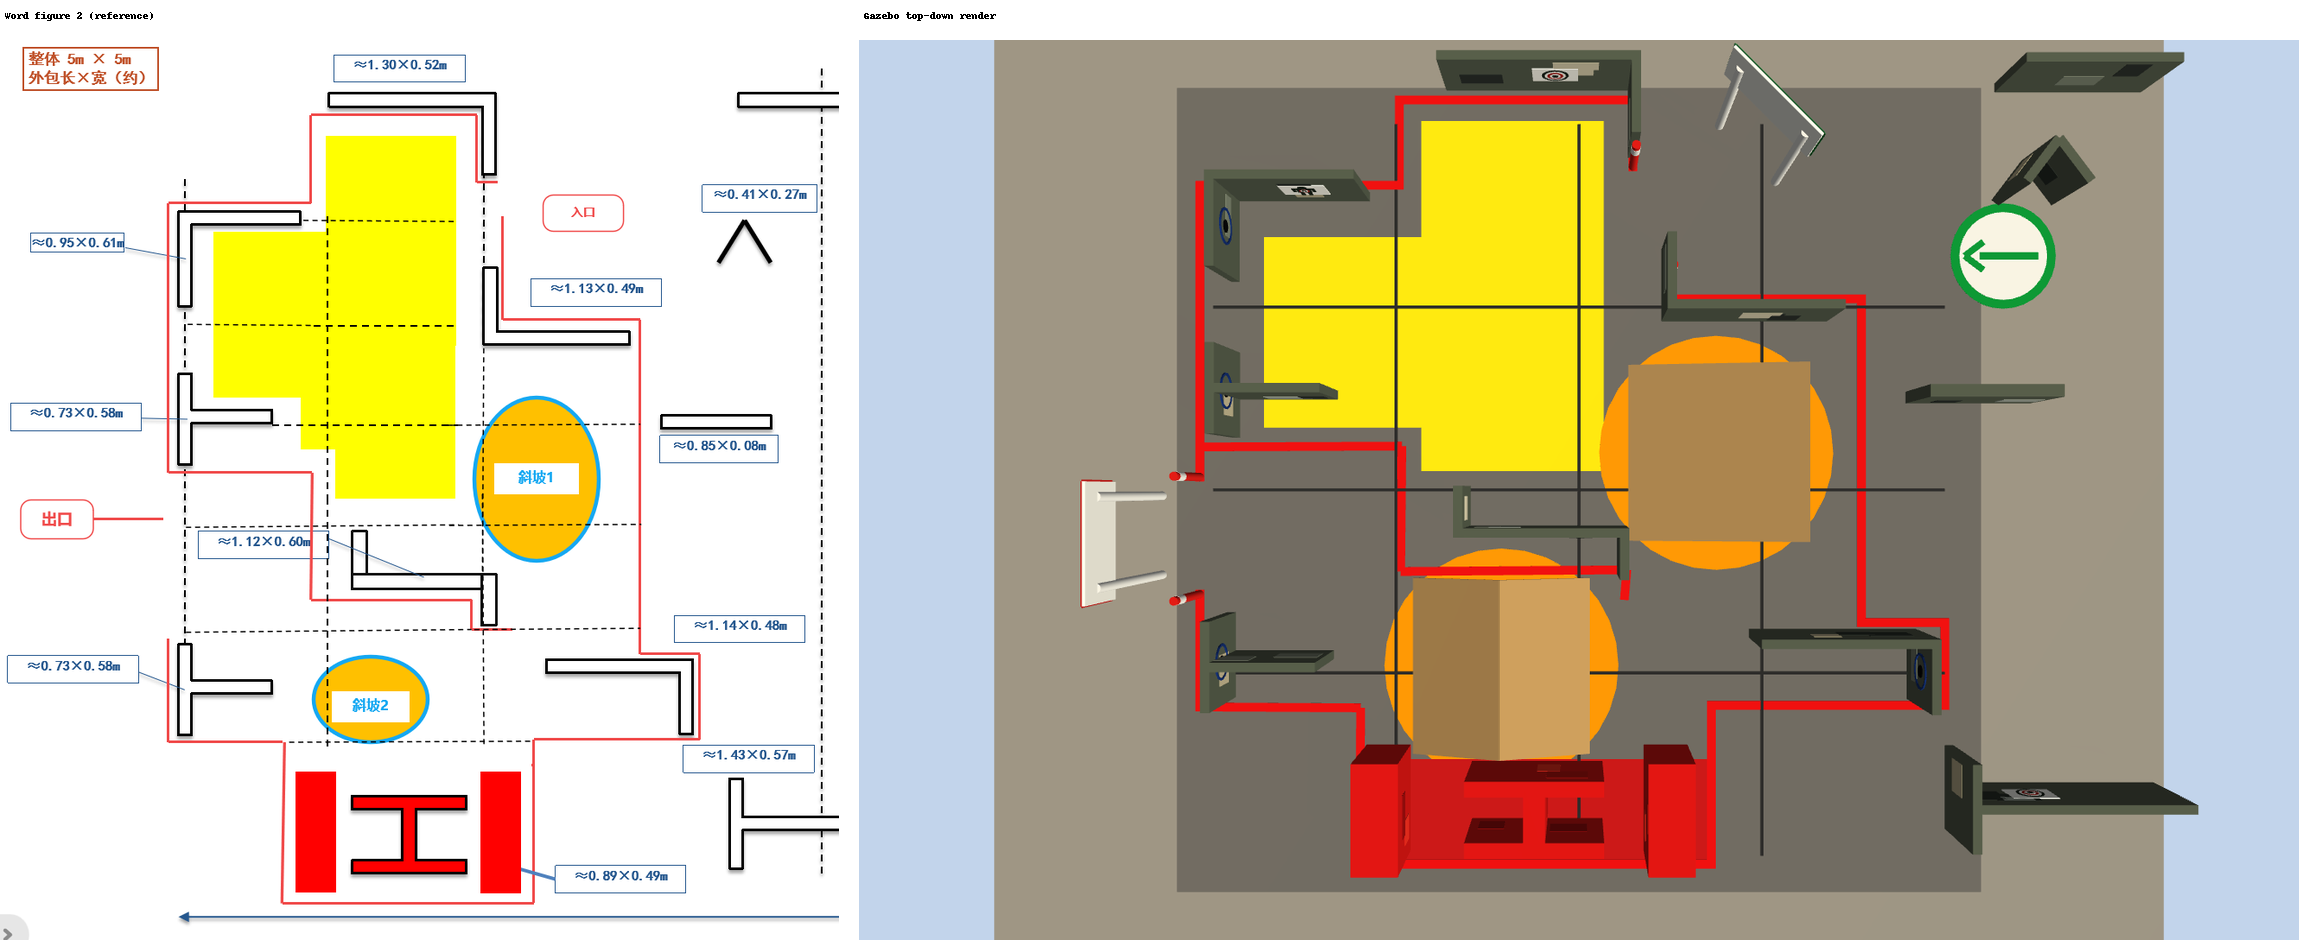 Word figure 2 (reference)
Gazebo top-down render
整体 5m × 5m
外包长×宽（约）
≈1.30×0.52m
≈0.41×0.27m
入口
≈0.95×0.61m
≈1.13×0.49m
≈0.73×0.58m
≈0.85×0.08m
斜坡1
出口
≈1.12×0.60m
≈1.14×0.48m
≈0.73×0.58m
斜坡2
≈1.43×0.57m
≈0.89×0.49m